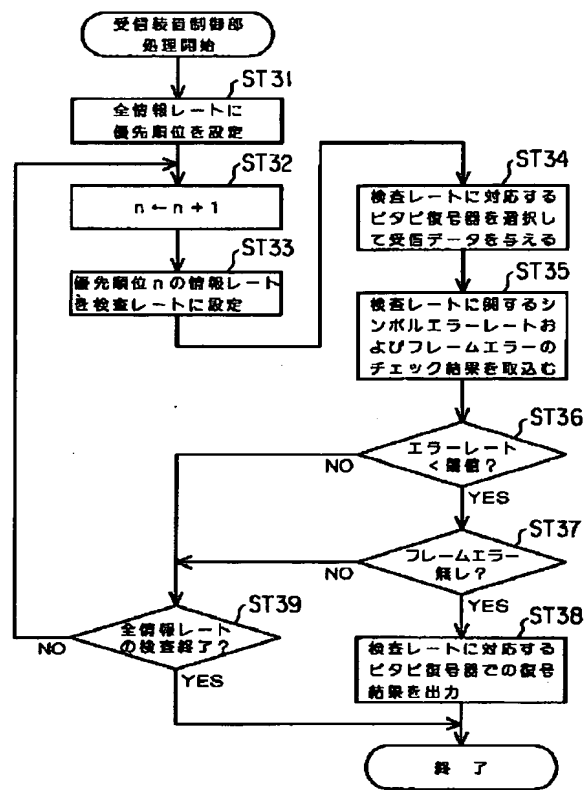 受信装置制御部
処理開始
ST31
全情報レートに
優先順位を設定
ST32
n←n+1
ST33
優先順位nの情報レート
を検査レートに設定
ST34
検査レートに対応する
ビタビ復号器を選択し
て受信データを与える
ST35
検査レートに関するシ
ンボルエラーレートお
よびフレームエラーの
チェック結果を取込む
ST36
エラーレート
<閾値?
NO
YES
ST37
フレームエラー
無し?
NO
YES
ST38
検査レートに対応する
ビタビ復号器での復号
結果を出力
ST39
全情報レート
の検査終了?
NO
YES
終了